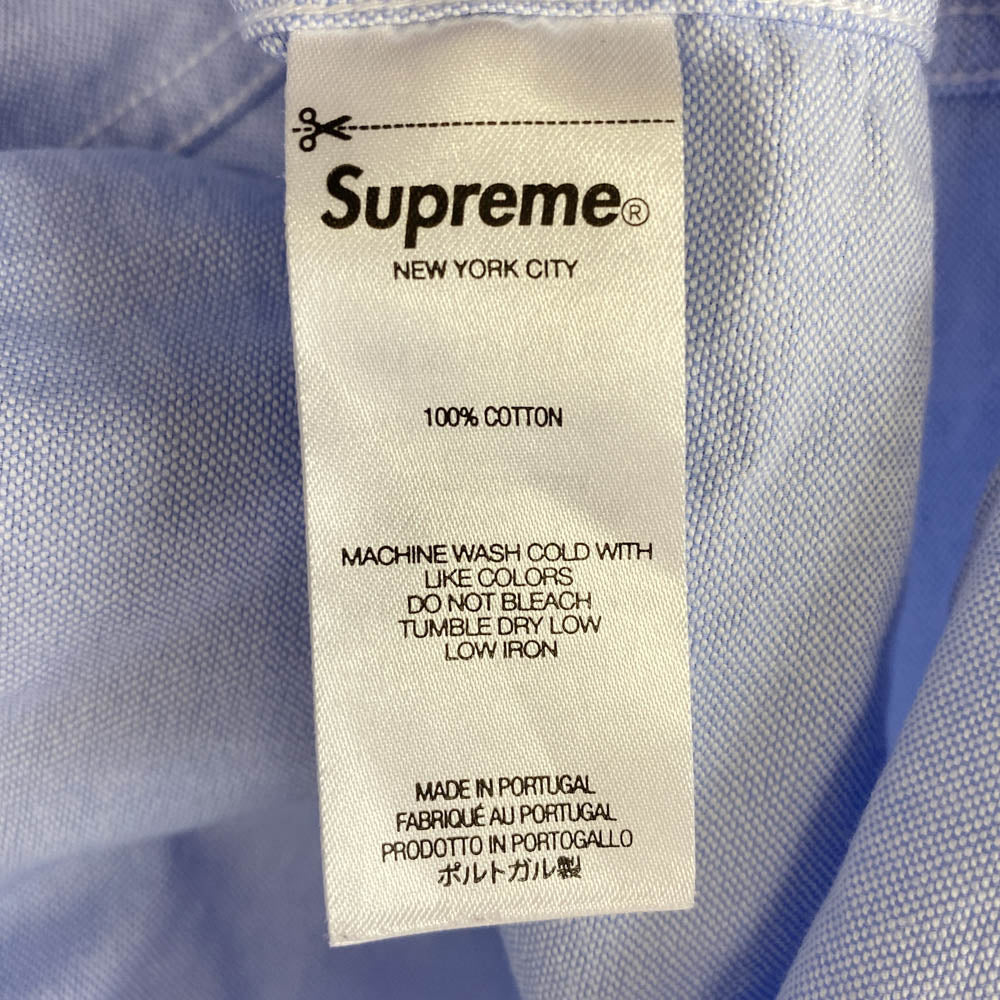 Supreme®
NEW YORK CITY
100% COTTON
MACHINE WASH COLD WITH
LIKE COLORS
DO NOT BLEACH
TUMBLE DRY LOW
LOW IRON
MADE IN PORTUGAL
FABRIQUÉ AU PORTUGAL
PRODOTTO IN PORTOGALLO
ポルトガル製